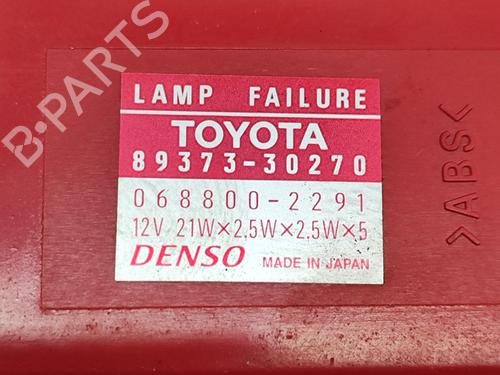 B-PARTS
LAMP FAILURE
TOYOTA
89373-30270
068800-2291
12V 21W×2,5W×2,5W×5
DENSO MADE IN JAPAN
>ABS<